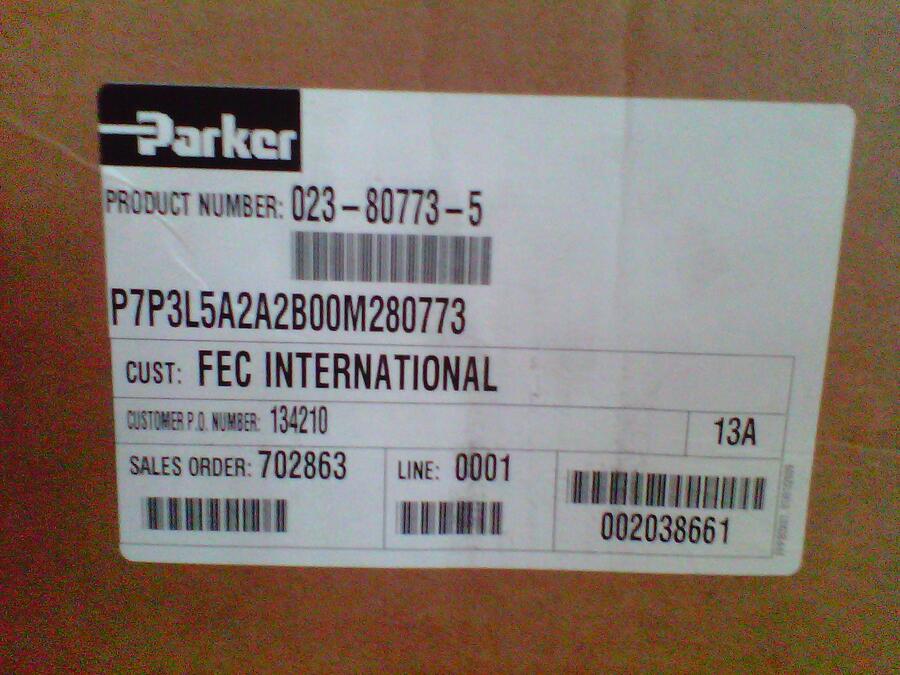 Parker
PRODUCT NUMBER: 023-80773-5
P7P3L5A2A2B00M280773
CUST: FEC INTERNATIONAL
CUSTOMER P.O. NUMBER: 134210
13A
SALES ORDER: 702863
LINE: 0001
002038661